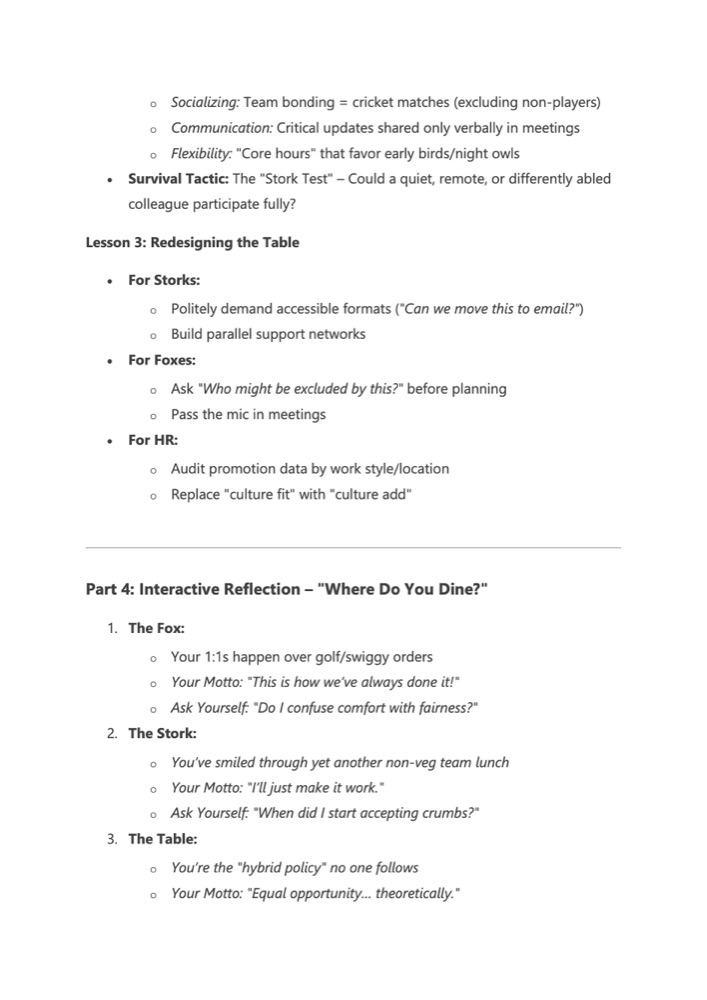 ○ Socializing: Team bonding = cricket matches (excluding non-players)
○ Communication: Critical updates shared only verbally in meetings
○ Flexibility: "Core hours" that favor early birds/night owls
• Survival Tactic: The "Stork Test" – Could a quiet, remote, or differently abled
colleague participate fully?
Lesson 3: Redesigning the Table
• For Storks:
○ Politely demand accessible formats ("Can we move this to email?")
○ Build parallel support networks
• For Foxes:
○ Ask "Who might be excluded by this?" before planning
○ Pass the mic in meetings
• For HR:
○ Audit promotion data by work style/location
○ Replace "culture fit" with "culture add"
Part 4: Interactive Reflection – "Where Do You Dine?"
1. The Fox:
○ Your 1:1s happen over golf/swiggy orders
○ Your Motto: "This is how we've always done it!"
○ Ask Yourself: "Do I confuse comfort with fairness?"
2. The Stork:
○ You've smiled through yet another non-veg team lunch
○ Your Motto: "I'll just make it work."
○ Ask Yourself: "When did I start accepting crumbs?"
3. The Table:
○ You're the "hybrid policy" no one follows
○ Your Motto: "Equal opportunity... theoretically."